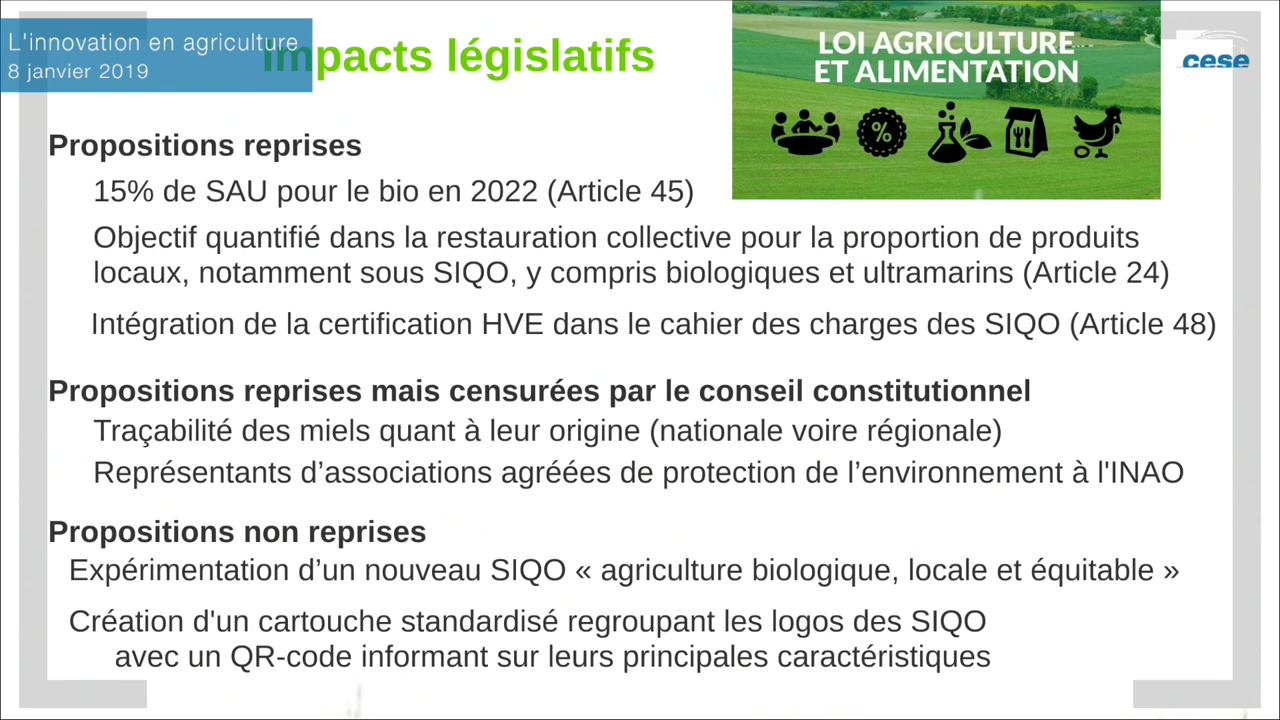 L'innovation en agriculture
8 janvier 2019
Impacts législatifs
LOI AGRICULTURE
ET ALIMENTATION
%
cese
Propositions reprises
15% de SAU pour le bio en 2022 (Article 45)
Objectif quantifié dans la restauration collective pour la proportion de produits
locaux, notamment sous SIQO, y compris biologiques et ultramarins (Article 24)
Intégration de la certification HVE dans le cahier des charges des SIQO (Article 48)
Propositions reprises mais censurées par le conseil constitutionnel
Traçabilité des miels quant à leur origine (nationale voire régionale)
Représentants d’associations agréées de protection de l’environnement à l'INAO
Propositions non reprises
Expérimentation d’un nouveau SIQO « agriculture biologique, locale et équitable »
Création d'un cartouche standardisé regroupant les logos des SIQO
avec un QR-code informant sur leurs principales caractéristiques